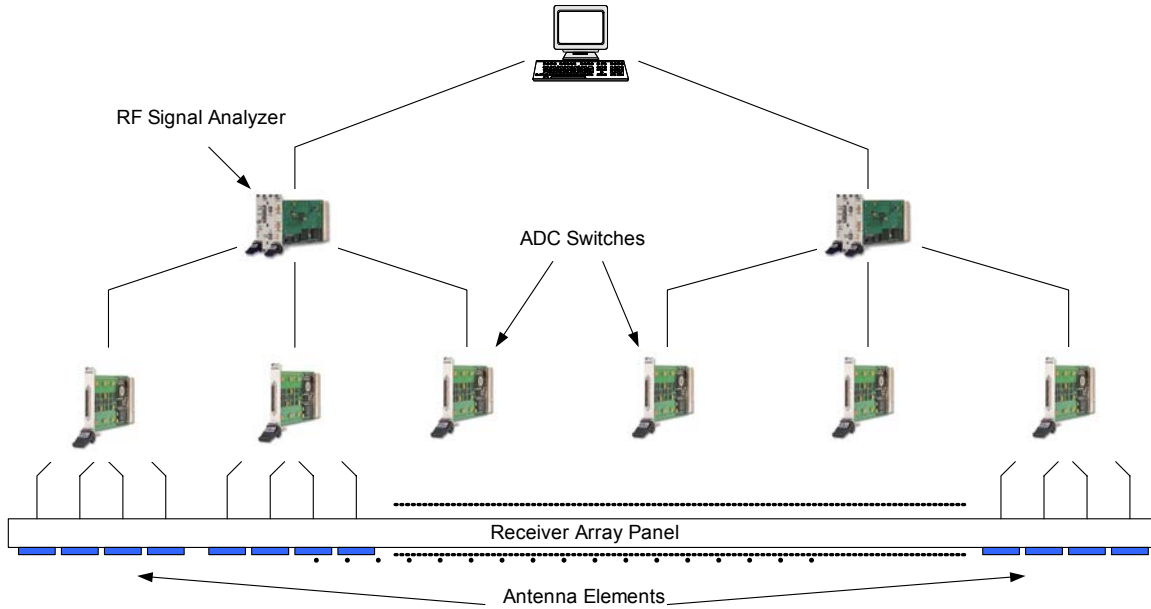 RF Signal Analyzer
ADC Switches
Receiver Array Panel
Antenna Elements